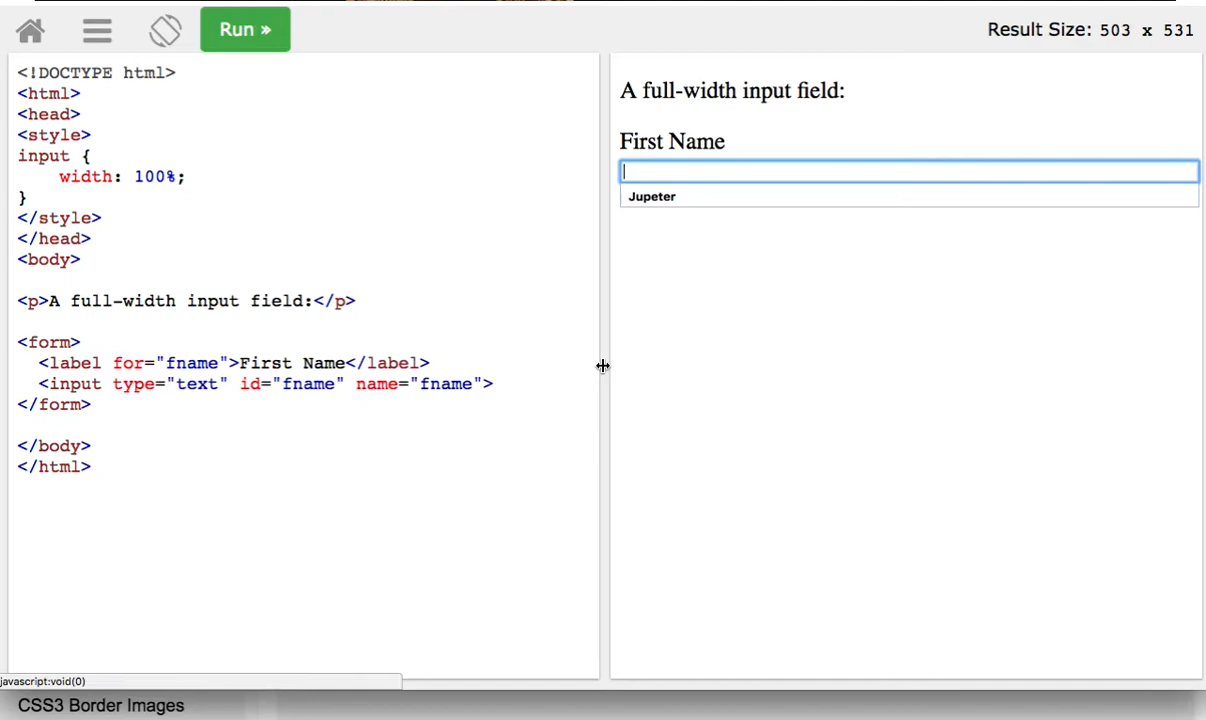 Run »
Result Size: 503 x 531
<!DOCTYPE html>
<html>
<head>
<style>
input {
    width: 100%;
}
</style>
</head>
<body>
<p>A full-width input field:</p>
<form>
  <label for="fname">First Name</label>
  <input type="text" id="fname" name="fname">
</form>
</body>
</html>
A full-width input field:
First Name
Jupeter
javascript:void(0)
CSS3 Border Images